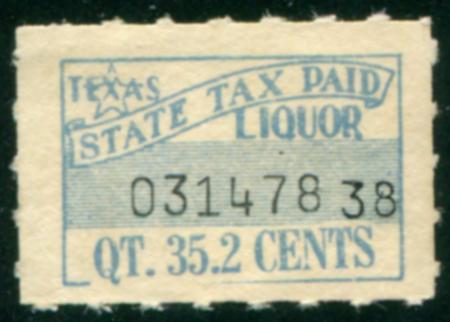 TEXAS
STATE TAX PAID
LIQUOR
031478 38
QT. 35.2 CENTS